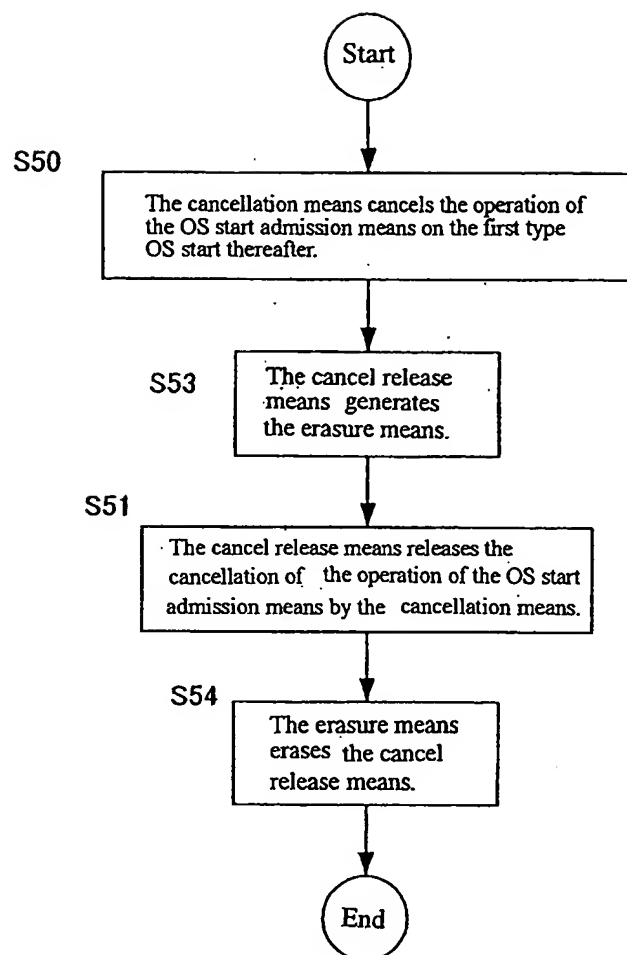 Start
S50
The cancellation means cancels the operation of
the OS start admission means on the first type
OS start thereafter.
S53
The cancel release
means generates
the erasure means.
S51
The cancel release means releases the
cancellation of the operation of the OS start
admission means by the cancellation means.
S54
The erasure means
erases the cancel
release means.
End